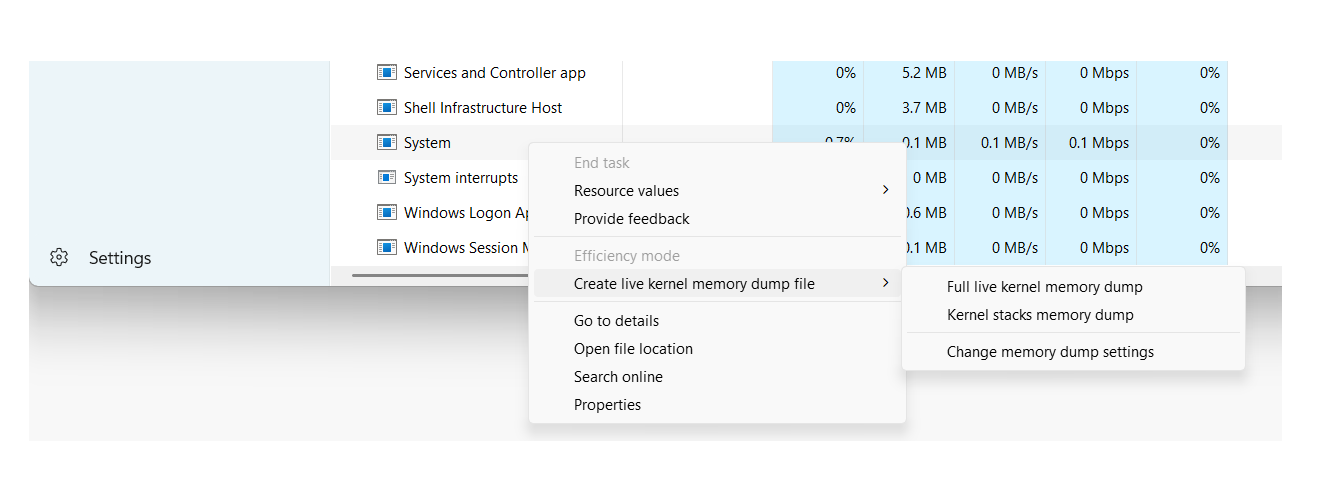 Services and Controller app 0% 5.2 MB 0 MB/s 0 Mbps 0%
Shell Infrastructure Host 0% 3.7 MB 0 MB/s 0 Mbps 0%
System 0.7% 0.1 MB 0.1 MB/s 0.1 Mbps 0%
System interrupts 0 MB 0 MB/s 0 Mbps 0%
Windows Logon 0.6 MB 0 MB/s 0 Mbps 0%
Windows Session 0.1 MB 0 MB/s 0 Mbps 0%
Settings
End task
Resource values
Provide feedback
Efficiency mode
Create live kernel memory dump file
Go to details
Open file location
Search online
Properties
Full live kernel memory dump
Kernel stacks memory dump
Change memory dump settings